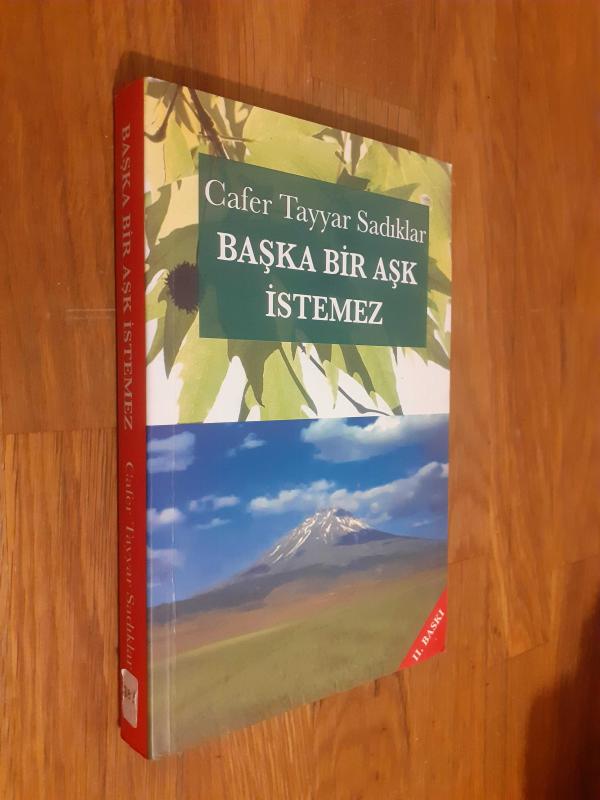 Cafer Tayyar Sadıklar
BAŞKA BİR AŞK
İSTEMEZ
II. BASKI
BAŞKA BİR AŞK İSTEMEZ Cafer Tayyar Sadıklar